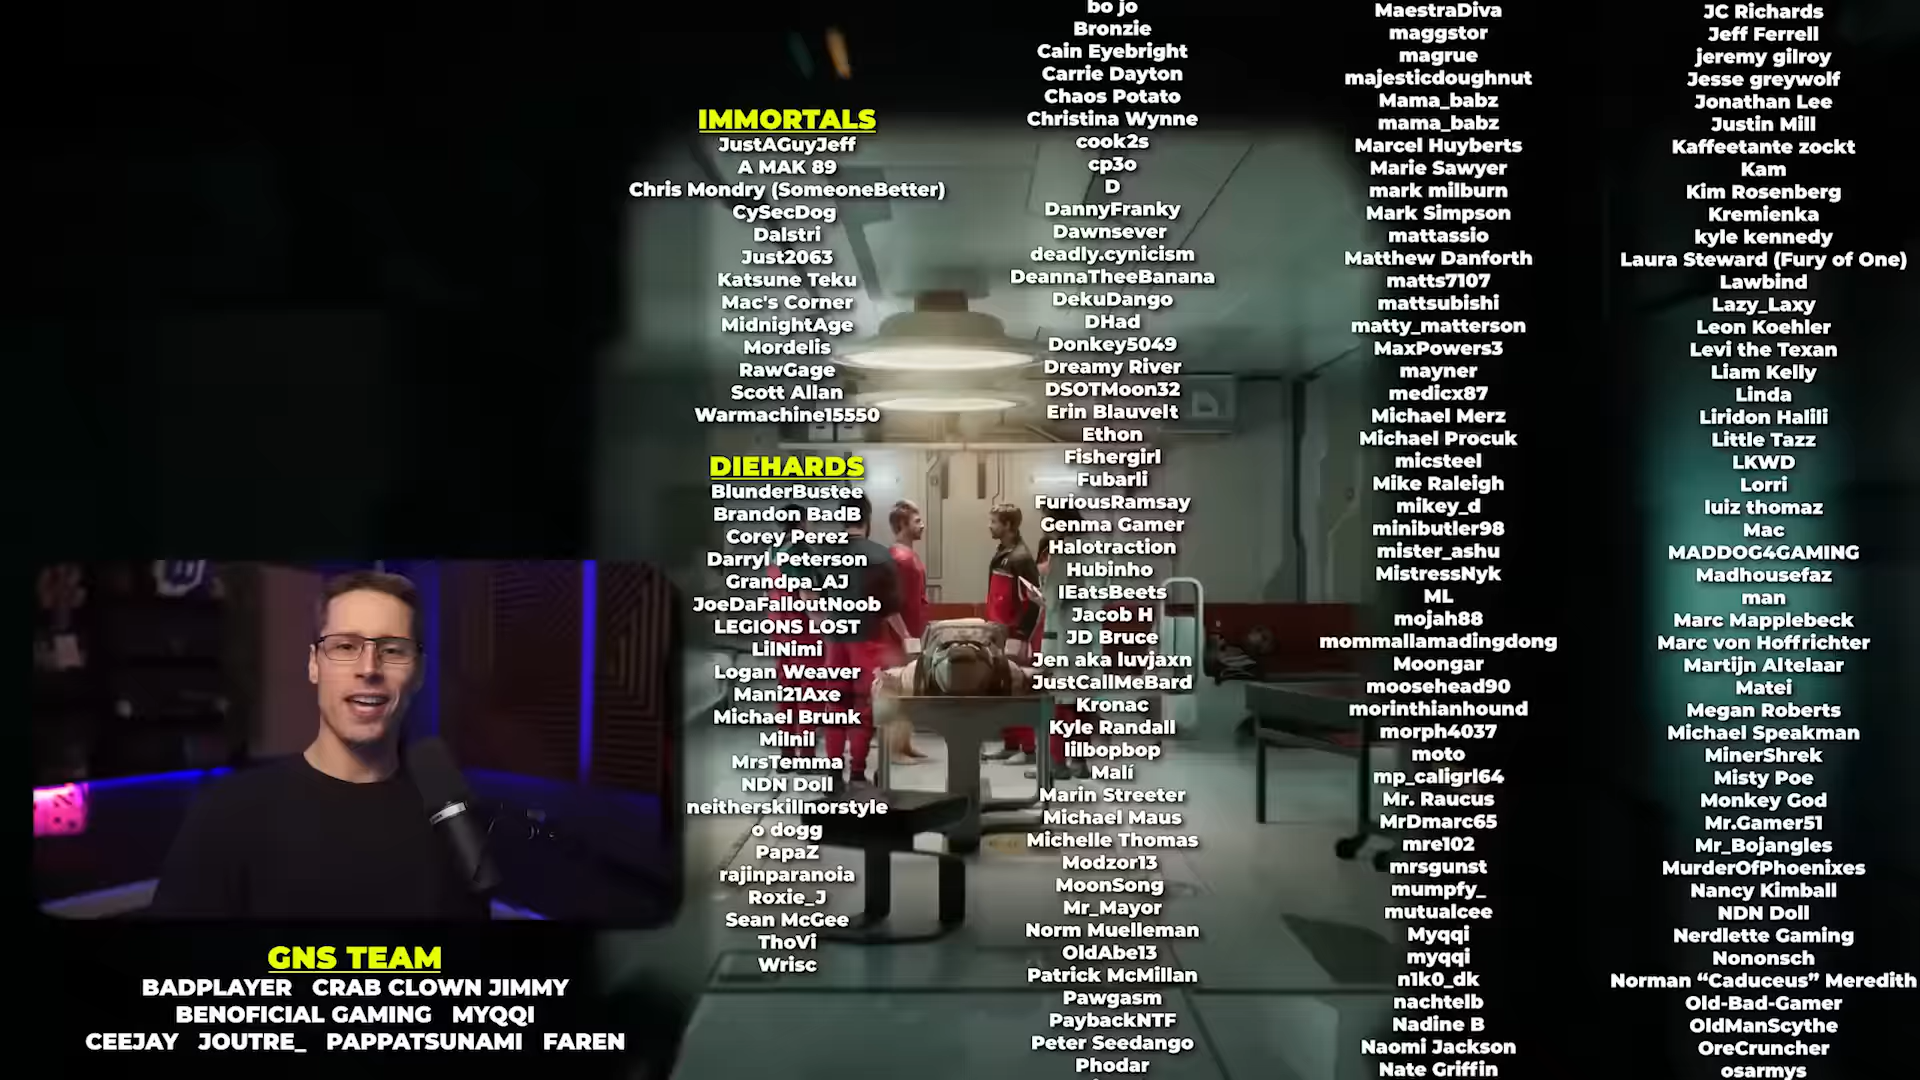 IMMORTALS
JustAGuyJeff
A MAK 89
Chris Mondry (SomeoneBetter)
CySecDog
Dalstri
Just2063
Katsune Teku
Mac's Corner
MidnightAge
Mordelis
RawGage
Scott Allan
Warmachine15550
DIEHARDS
BlunderBustee
Brandon BadB
Corey Perez
Darryl Peterson
Grandpa_AJ
JoeDaFalloutNoob
LEGIONS LOST
LilNimi
Logan Weaver
Mani21Axe
Michael Brunk
Milnil
MrsTemma
NDN Doll
neitherskillnorstyle
o dogg
PapaZ
rajinparanoia
Roxie_J
Sean McGee
ThoVi
Wrisc
GNS TEAM
BADPLAYER CRAB CLOWN JIMMY
BENOFICIAL GAMING MYQQI
CEEJAY JOUTRE_ PAPPATSUNAMI FAREN
bo jo
Bronzie
Cain Eyebright
Carrie Dayton
Chaos Potato
Christina Wynne
cook2s
cp3o
D
DannyFranky
Dawnsever
deadly.cynicism
DeannaTheeBanana
DekuDango
DHad
Donkey5049
Dreamy River
DSOTMoon32
Erin Blauvelt
Ethon
Fishergirl
Fubarli
FuriousRamsay
Genma Gamer
Halotraction
Hubinho
IEatsBeets
Jacob H
JD Bruce
Jen aka luvjaxn
JustCallMeBard
Kronac
Kyle Randall
lilbopbop
Malí
Marin Streeter
Michael Maus
Michelle Thomas
Modzor13
MoonSong
Mr_Mayor
Norm Muelleman
OldAbe13
Patrick McMillan
Pawgasm
PaybackNTF
Peter Seedango
Phodar
MaestraDiva
maggstor
magrue
majesticdoughnut
Mama_babz
mama_babz
Marcel Huyberts
Marie Sawyer
mark milburn
Mark Simpson
mattassio
Matthew Danforth
matts7107
mattsubishi
matty_matterson
MaxPowers3
mayner
medicx87
Michael Merz
Michael Procuk
micsteel
Mike Raleigh
mikey_d
minibutler98
mister_ashu
MistressNyk
ML
mojah88
mommallamadingdong
Moongar
moosehead90
morinthianhound
morph4037
moto
mp_caligrl64
Mr. Raucus
MrDmarc65
mre102
mrsgunst
mumpfy_
mutualcee
Myqqi
myqqi
n1k0_dk
nachtelb
Nadine B
Naomi Jackson
Nate Griffin
JC Richards
Jeff Ferrell
jeremy gilroy
Jesse greywolf
Jonathan Lee
Justin Mill
Kaffeetante zockt
Kam
Kim Rosenberg
Kremienka
kyle kennedy
Laura Steward (Fury of One)
Lawbind
Lazy_Laxy
Leon Koehler
Levi the Texan
Liam Kelly
Linda
Liridon Halili
Little Tazz
LKWD
Lorri
luiz thomaz
Mac
MADDOG4GAMING
Madhousefaz
man
Marc Mapplebeck
Marc von Hoffrichter
Martijn Altelaar
Matei
Megan Roberts
Michael Speakman
MinerShrek
Misty Poe
Monkey God
Mr.Gamer51
Mr_Bojangles
MurderOfPhoenixes
Nancy Kimball
NDN Doll
Nerdlette Gaming
Nononsch
Norman “Caduceus” Meredith
Old-Bad-Gamer
OldManScythe
OreCruncher
osarmys